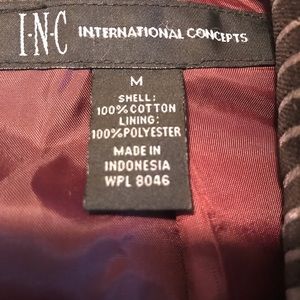 I·N·C INTERNATIONAL CONCEPTS
M
SHELL:
100%COTTON
LINING:
100%POLYESTER
MADE IN
INDONESIA
WPL 8046